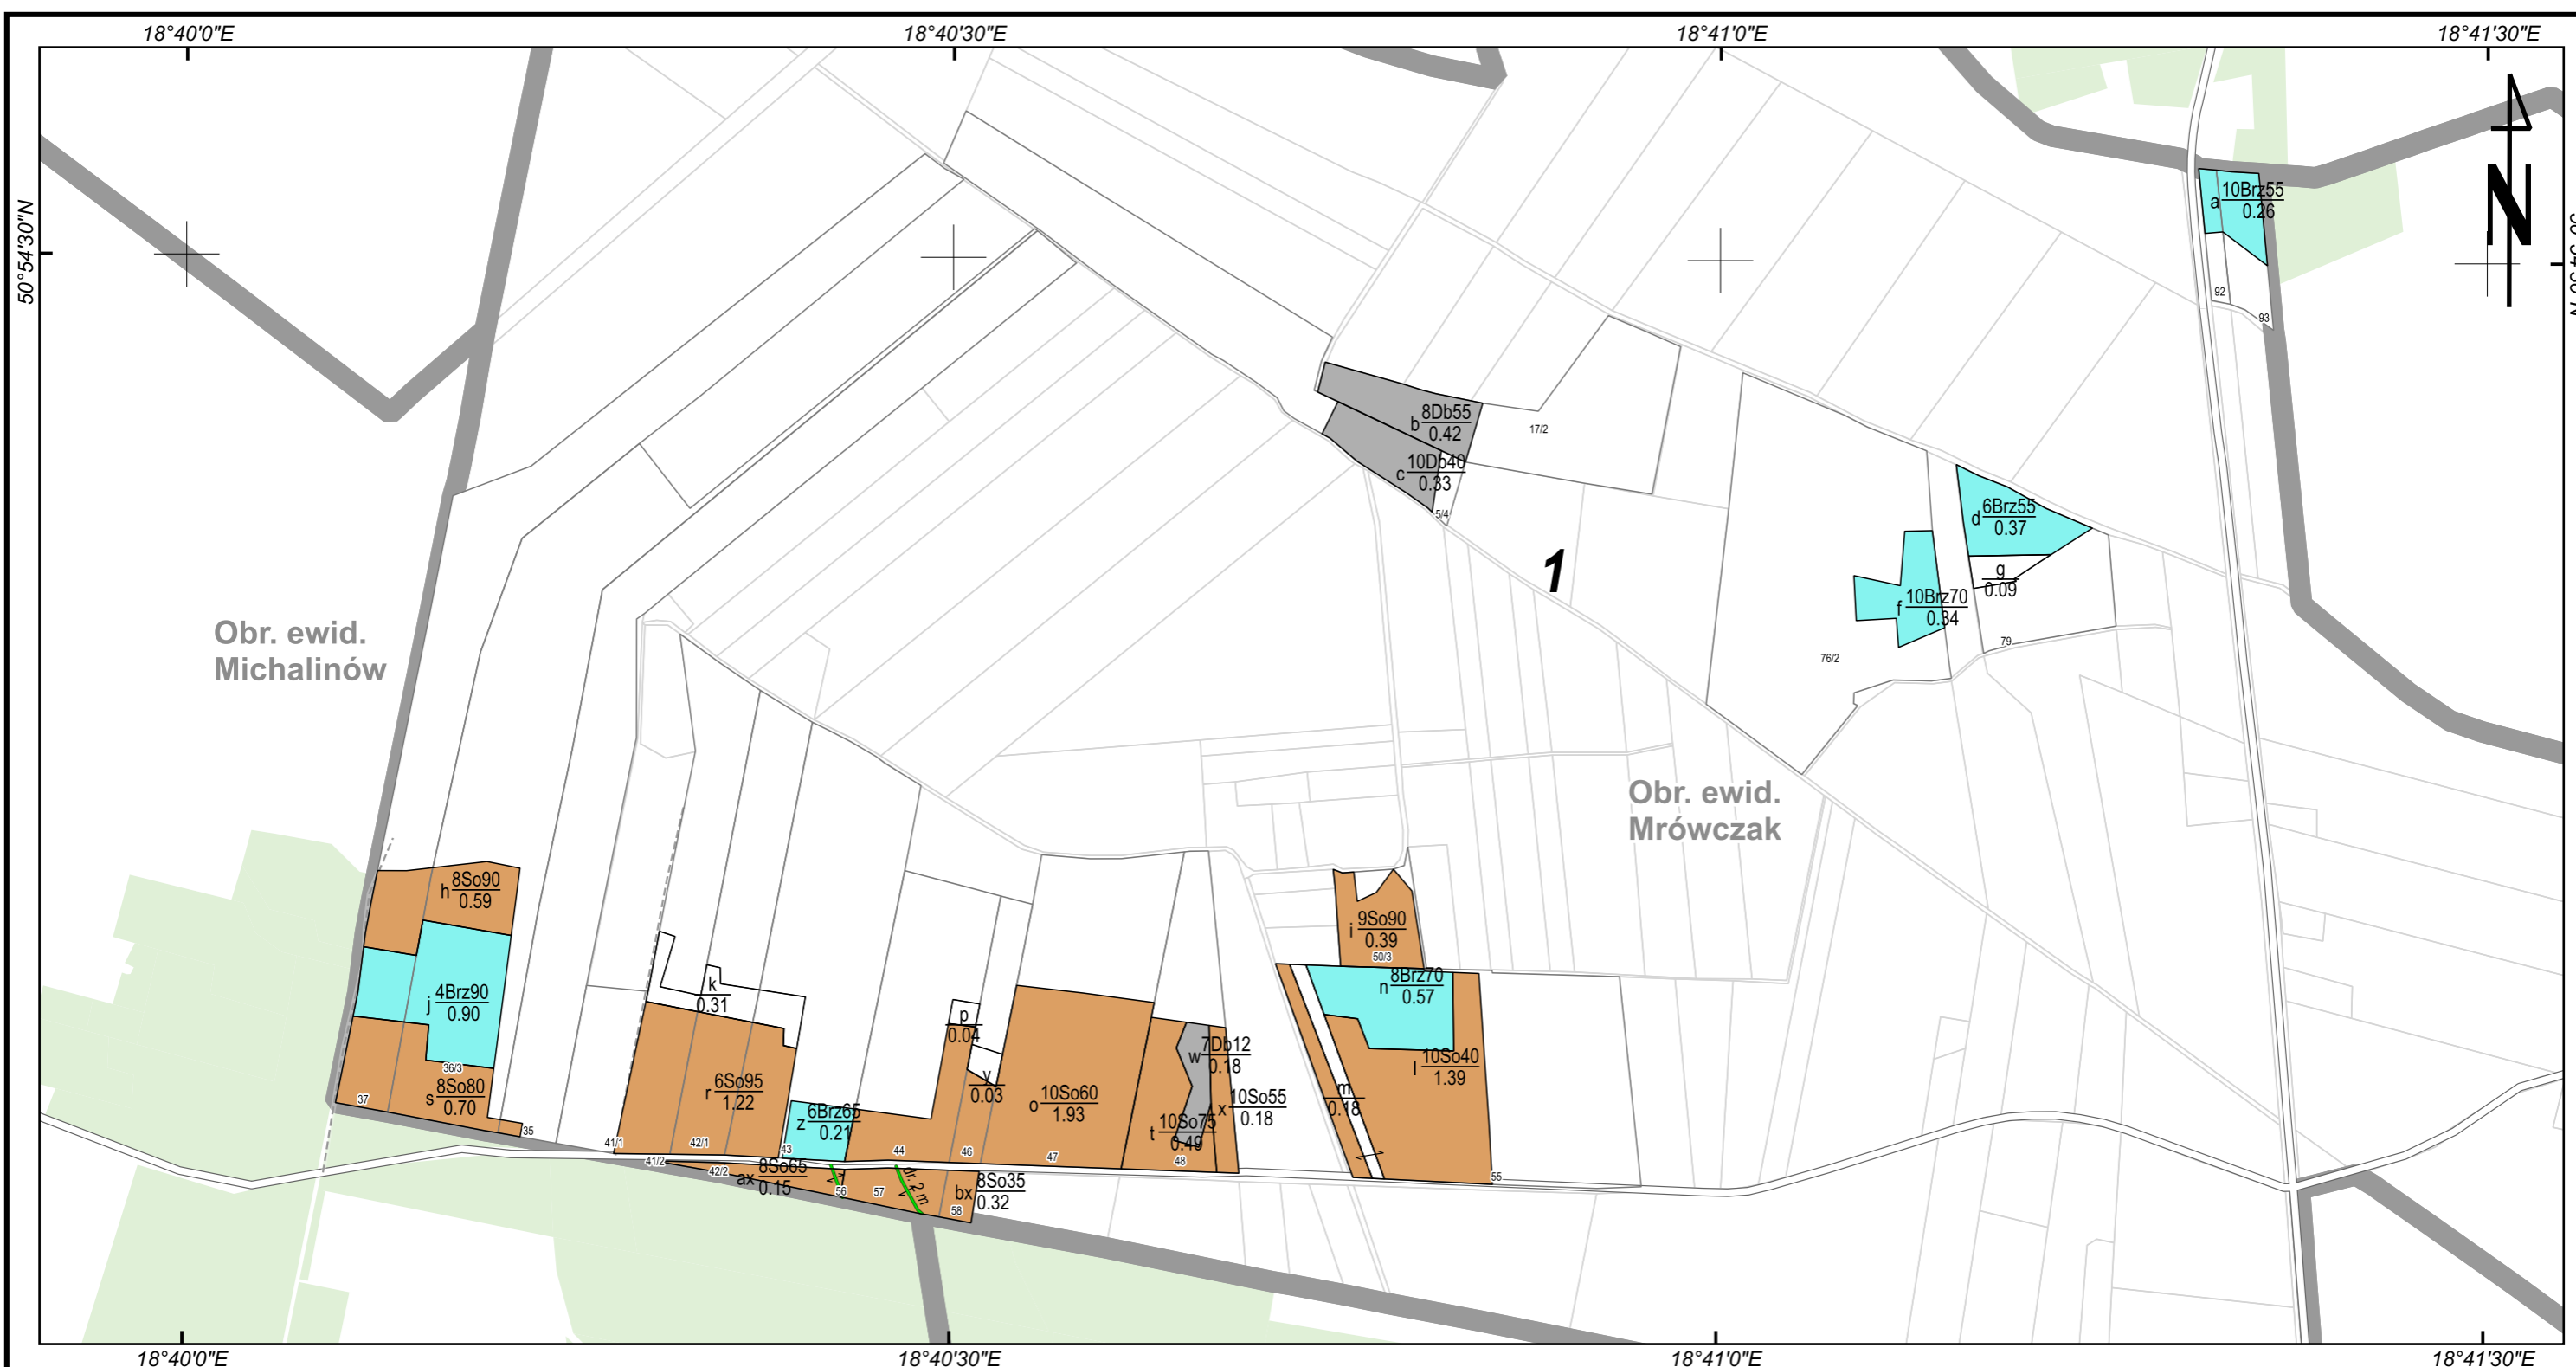 18°40'0"E
18°40'30"E
18°41'0"E
18°41'30"E
50°54'30"N
N
a 10Brz55
0.26
92
93
b 8Db55
0.42
17/2
c 10Db40
0.33
5/4
1
d 6Brz55
0.37
g
0.09
f 10Brz70
0.34
79
76/2
Obr. ewid.
Michalinów
Obr. ewid.
Mrówczak
h 8So90
0.59
i 9So90
0.39
50/3
j 4Brz90
0.90
k
0.31
n 8Brz70
0.57
p
0.04
w 7Db12
0.18
l 10So40
1.39
36/3
s 8So80
0.70
37
35
r 6So95
1.22
y
0.03
o 10So60
1.93
m
0.18
x 10So55
0.18
z 6Brz65
0.21
t 10So75
0.49
41/1
42/1
43
44
46
47
48
41/2
42/2
ax 8So65
0.15
56
57
dr. 2 m
58
bx 8So35
0.32
55
18°40'0"E
18°40'30"E
18°41'0"E
18°41'30"E